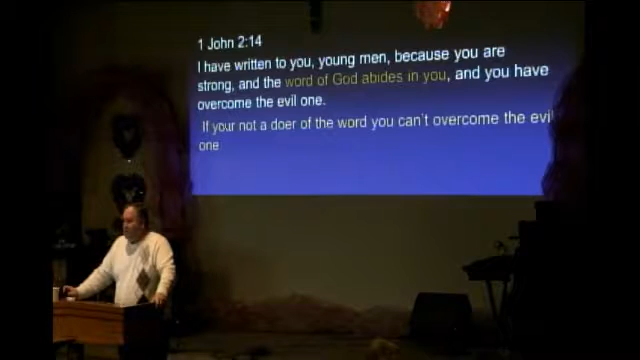 1 John 2:14
I have written to you, young men, because you are
strong, and the word of God abides in you, and you have
overcome the evil one.
If your not a doer of the word you can't overcome the evil
one